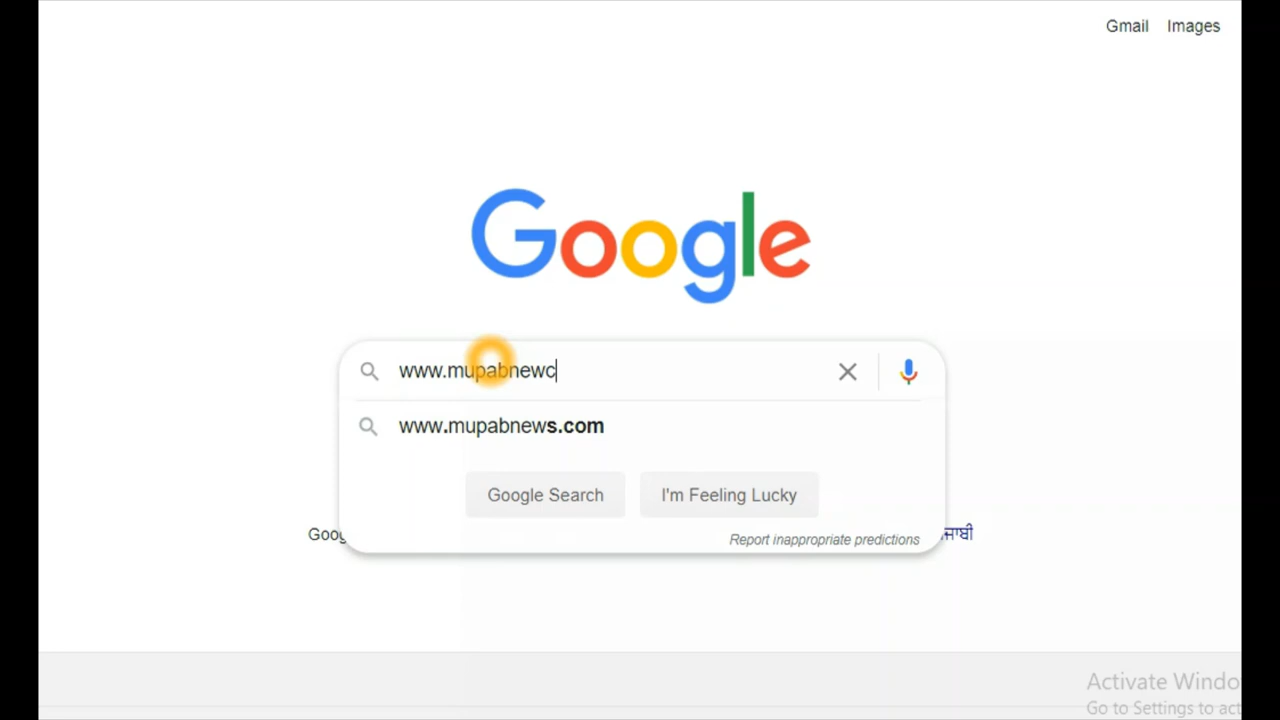 Gmail Images
Google
www.mupabnewc
www.mupabnews.com
Google Search I'm Feeling Lucky
Report inappropriate predictions
Activate Windo
Go to Settings to act